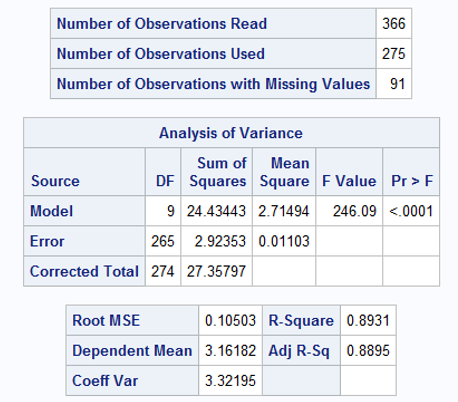 Number of Observations Read 366
Number of Observations Used 275
Number of Observations with Missing Values 91
Analysis of Variance
Source DF Sum of Squares Mean Square F Value Pr > F
Model 9 24.43443 2.71494 246.09 <.0001
Error 265 2.92353 0.01103
Corrected Total 274 27.35797
Root MSE 0.10503 R-Square 0.8931
Dependent Mean 3.16182 Adj R-Sq 0.8895
Coeff Var 3.32195